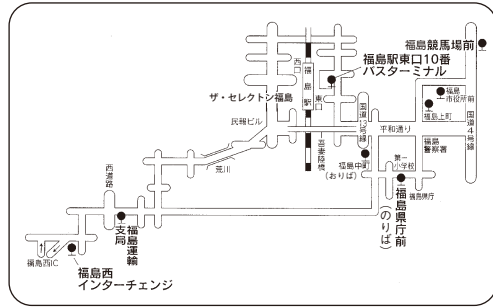 福島競馬場前
福島駅東口10番
バスターミナル
西口
福島駅
東口
ザ・セレクトン福島
福島
市役所前
福島上町
国道13号線
国道4号線
民報ビル
平和通り
吾妻陸橋
福島中町
(おりば)
福島
警察署
第一
小学校
荒川
西道路
福島県庁
福島県庁前
(のりば)
福島運輸
支局
福島西IC
福島西
インターチェンジ